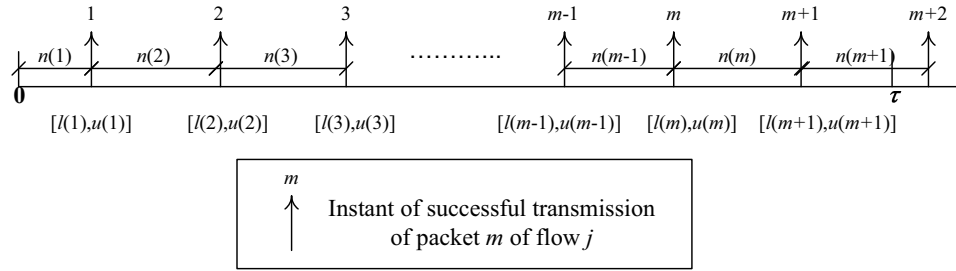 1 2 3 m-1 m m+1 m+2
n(1) n(2) n(3) ………… n(m-1) n(m) n(m+1)
0 τ
[l(1),u(1)] [l(2),u(2)] [l(3),u(3)] [l(m-1),u(m-1)] [l(m),u(m)] [l(m+1),u(m+1)]
m
Instant of successful transmission
of packet m of flow j